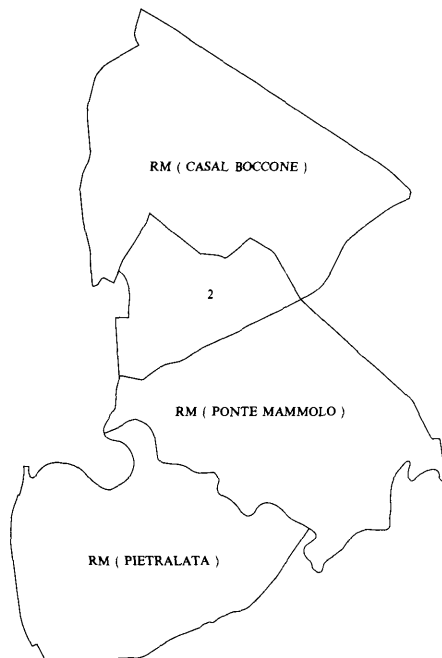 RM ( CASAL BOCCONE )
2
RM ( PONTE MAMMOLO )
RM ( PIETRALATA )